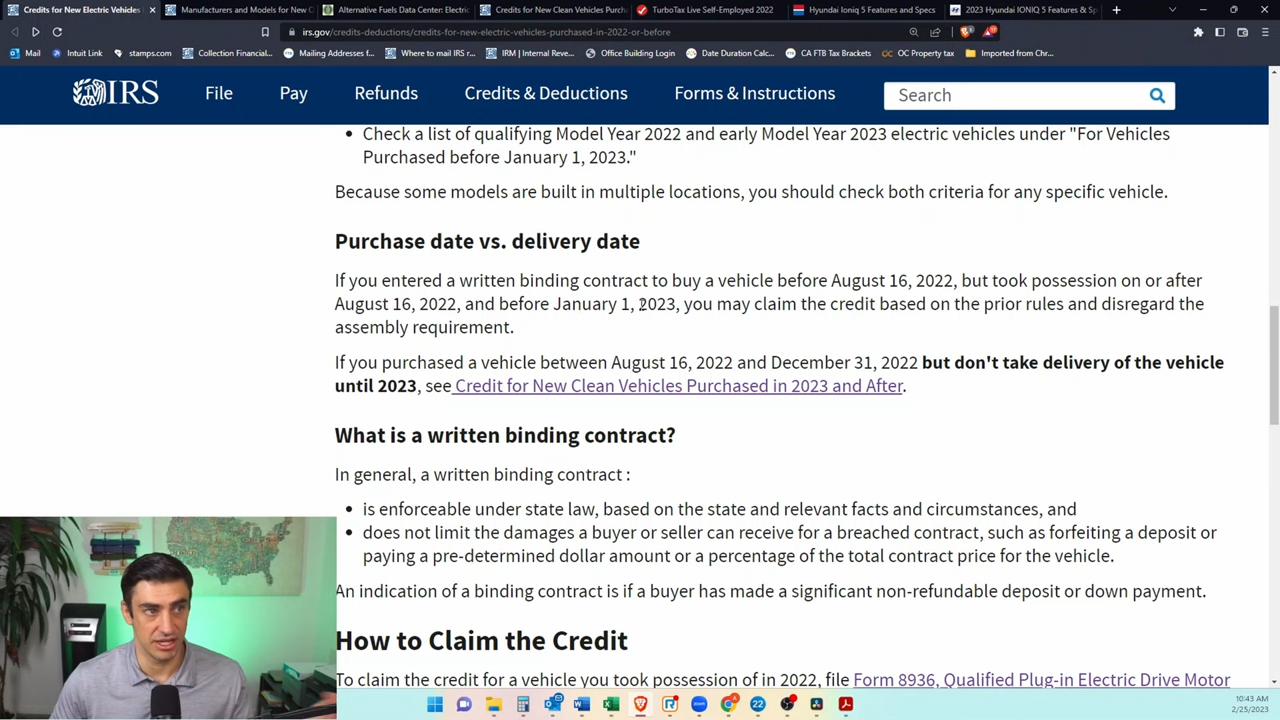 Credits for New Electric Vehicles
Manufacturers and Models for New C
Alternative Fuels Data Center: Electric
Credits for New Clean Vehicles Purch
TurboTax Live Self-Employed 2022
Hyundai Ioniq 5 Features and Specs
2023 Hyundai IONIQ 5 Features & Sp
irs.gov/credits-deductions/credits-for-new-electric-vehicles-purchased-in-2022-or-before
Mail
Intuit Link
stamps.com
Collection Financial...
Mailing Addresses f...
Where to mail IRS r...
IRM | Internal Reve...
Office Building Login
Date Duration Calc...
CA FTB Tax Brackets
OC Property tax
Imported from Chr...
IRS
File
Pay
Refunds
Credits & Deductions
Forms & Instructions
Search
• Check a list of qualifying Model Year 2022 and early Model Year 2023 electric vehicles under "For Vehicles
Purchased before January 1, 2023."
Because some models are built in multiple locations, you should check both criteria for any specific vehicle.
Purchase date vs. delivery date
If you entered a written binding contract to buy a vehicle before August 16, 2022, but took possession on or after
August 16, 2022, and before January 1, 2023, you may claim the credit based on the prior rules and disregard the
assembly requirement.
If you purchased a vehicle between August 16, 2022 and December 31, 2022 but don't take delivery of the vehicle
until 2023, see Credit for New Clean Vehicles Purchased in 2023 and After.
What is a written binding contract?
In general, a written binding contract :
• is enforceable under state law, based on the state and relevant facts and circumstances, and
• does not limit the damages a buyer or seller can receive for a breached contract, such as forfeiting a deposit or
paying a pre-determined dollar amount or a percentage of the total contract price for the vehicle.
An indication of a binding contract is if a buyer has made a significant non-refundable deposit or down payment.
How to Claim the Credit
To claim the credit for a vehicle you took possession of in 2022, file Form 8936, Qualified Plug-in Electric Drive Motor
10:43 AM
2/25/2023